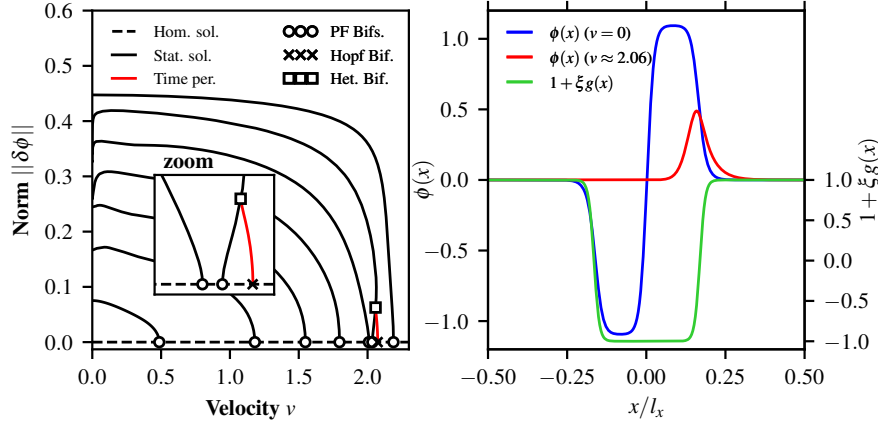 Hom. sol.
Stat. sol.
Time per.
PF Bifs.
Hopf Bif.
Het. Bif.
zoom
0.6
0.5
0.4
0.3
0.2
0.1
0.0
Norm ||δϕ||
0.0 0.5 1.0 1.5 2.0
Velocity v
ϕ(x) (v = 0)
ϕ(x) (v ≈ 2.06)
1 + ξg(x)
1.0
0.5
0.0
−0.5
−1.0
ϕ(x)
1.0
0.5
0.0
−0.5
−1.0
1 + ξg(x)
−0.50 −0.25 0.00 0.25 0.50
x/lₓ